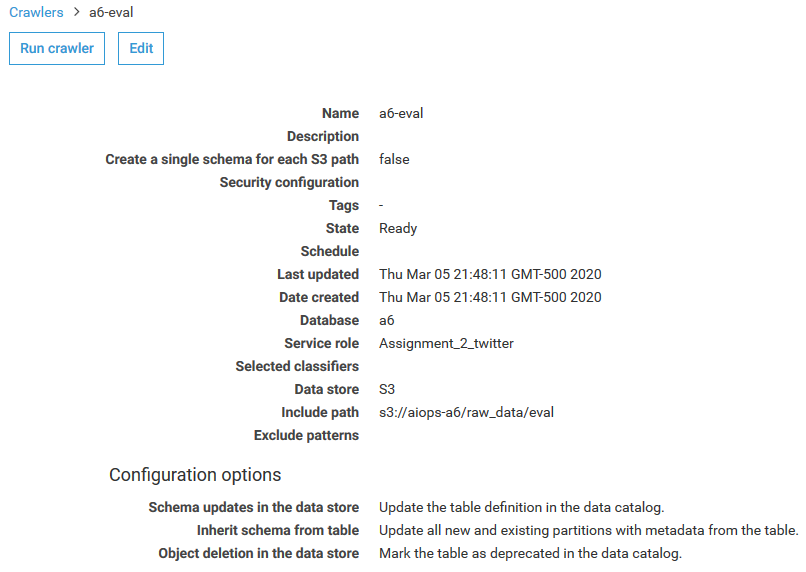 Crawlers > a6-eval
Run crawler Edit
Name a6-eval
Description
Create a single schema for each S3 path false
Security configuration
Tags -
State Ready
Schedule
Last updated Thu Mar 05 21:48:11 GMT-500 2020
Date created Thu Mar 05 21:48:11 GMT-500 2020
Database a6
Service role Assignment_2_twitter
Selected classifiers
Data store S3
Include path s3://aiops-a6/raw_data/eval
Exclude patterns
Configuration options
Schema updates in the data store Update the table definition in the data catalog.
Inherit schema from table Update all new and existing partitions with metadata from the table.
Object deletion in the data store Mark the table as deprecated in the data catalog.